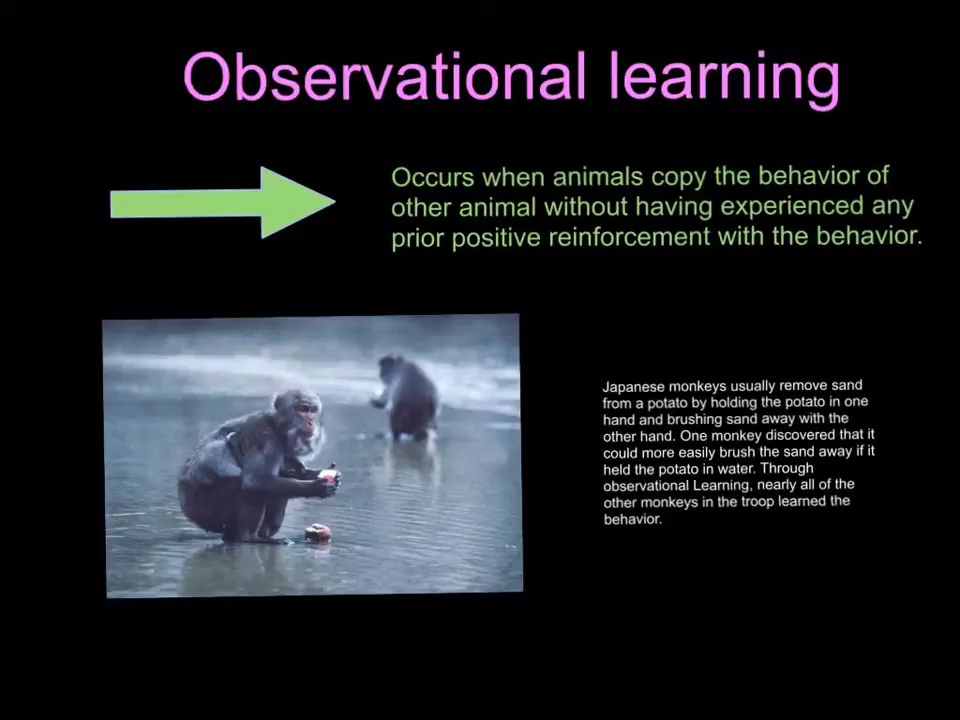 Observational learning
Occurs when animals copy the behavior of
other animal without having experienced any
prior positive reinforcement with the behavior.
Japanese monkeys usually remove sand
from a potato by holding the potato in one
hand and brushing sand away with the
other hand. One monkey discovered that it
could more easily brush the sand away if it
held the potato in water. Through
observational Learning, nearly all of the
other monkeys in the troop learned the
behavior.